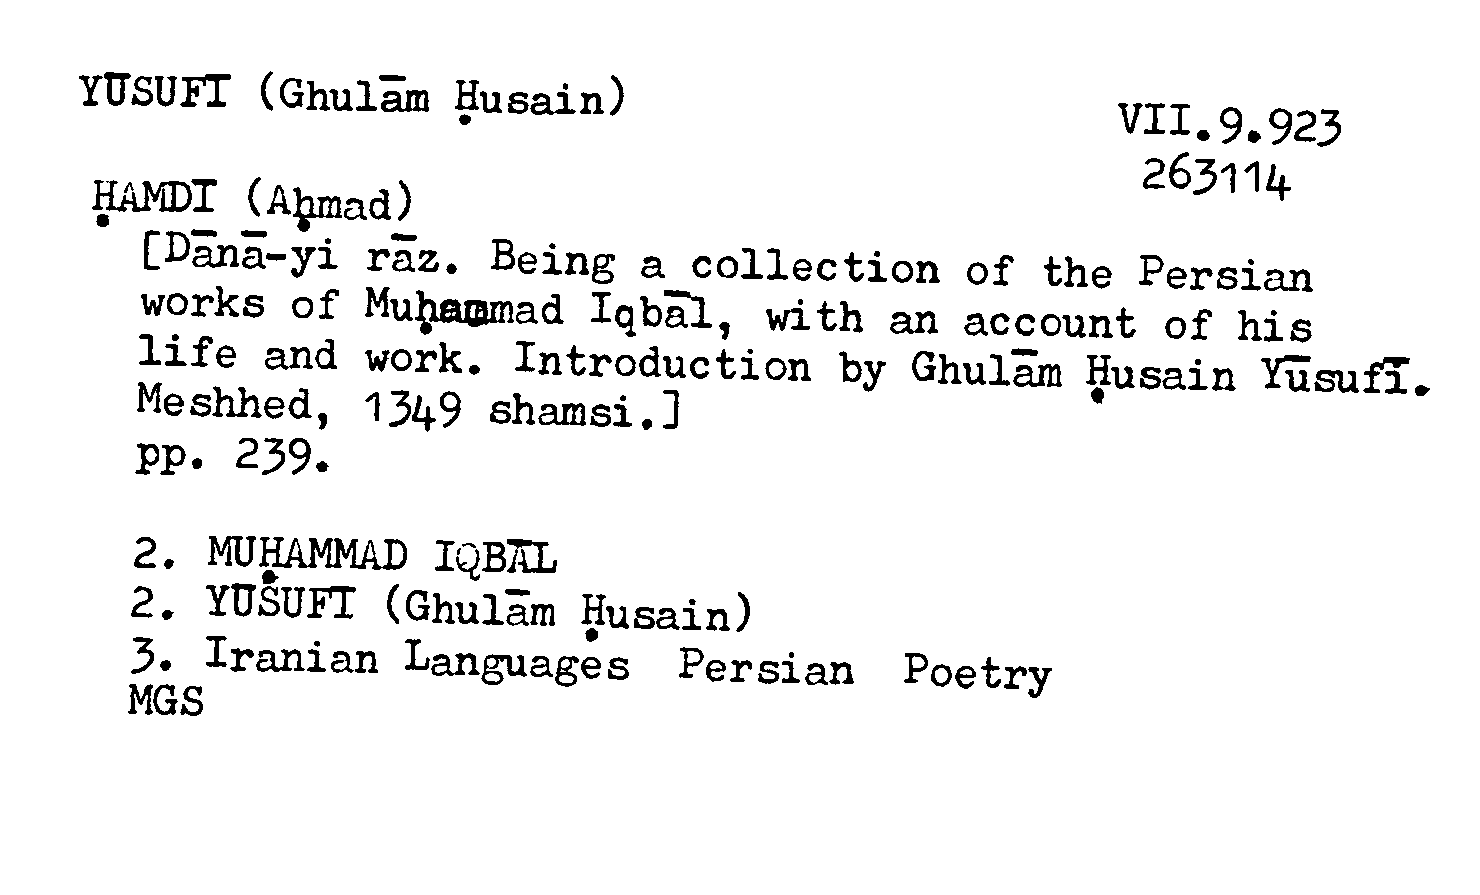 YŪSUFĪ (Ghulām Ḥusain)
VII.9.923
263114
ḤAMDĪ (Aḥmad)
[Dānā-yi rāz. Being a collection of the Persian
works of Muḥammad Iqbāl, with an account of his
life and work. Introduction by Ghulām Ḥusain Yūsufī.
Meshhed, 1349 shamsi.]
pp. 239.
2. MUḤAMMAD IQBĀL
2. YŪSUFĪ (Ghulām Ḥusain)
3. Iranian Languages Persian Poetry
MGS